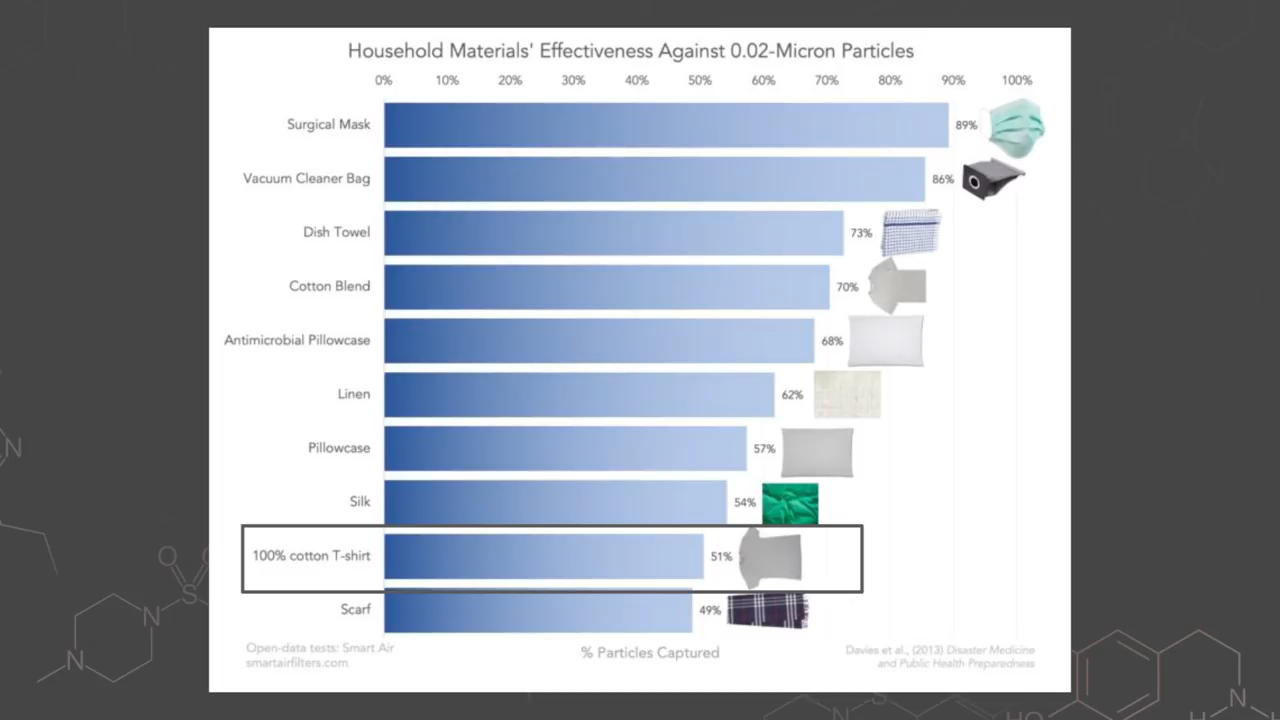 Household Materials' Effectiveness Against 0.02-Micron Particles
0% 10% 20% 30% 40% 50% 60% 70% 80% 90% 100%
Surgical Mask 89%
Vacuum Cleaner Bag 86%
Dish Towel 73%
Cotton Blend 70%
Antimicrobial Pillowcase 68%
Linen 62%
Pillowcase 57%
Silk 54%
100% cotton T-shirt 51%
Scarf 49%
Open-data tests: Smart Air
smartairfilters.com
% Particles Captured
Davies et al., (2013) Disaster Medicine
and Public Health Preparedness
N
O
S
N
N
N
S
HO
N
H